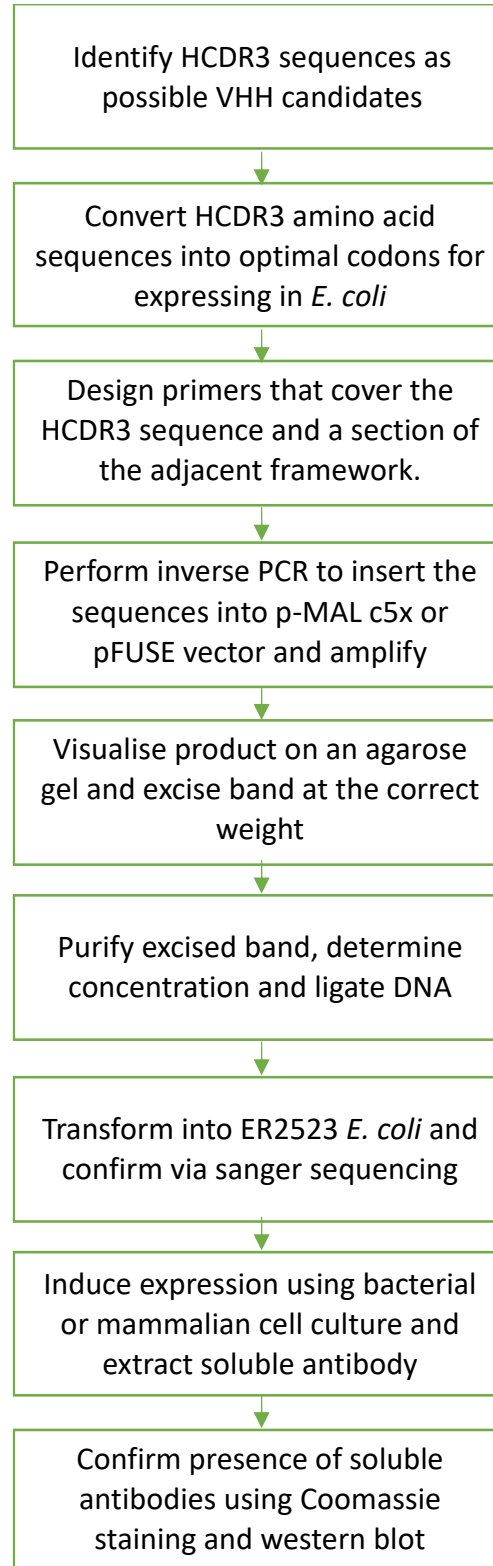 Identify HCDR3 sequences as
possible VHH candidates
Convert HCDR3 amino acid
sequences into optimal codons for
expressing in E. coli
Design primers that cover the
HCDR3 sequence and a section of
the adjacent framework.
Perform inverse PCR to insert the
sequences into p-MAL c5x or
pFUSE vector and amplify
Visualise product on an agarose
gel and excise band at the correct
weight
Purify excised band, determine
concentration and ligate DNA
Transform into ER2523 E. coli and
confirm via sanger sequencing
Induce expression using bacterial
or mammalian cell culture and
extract soluble antibody
Confirm presence of soluble
antibodies using Coomassie
staining and western blot